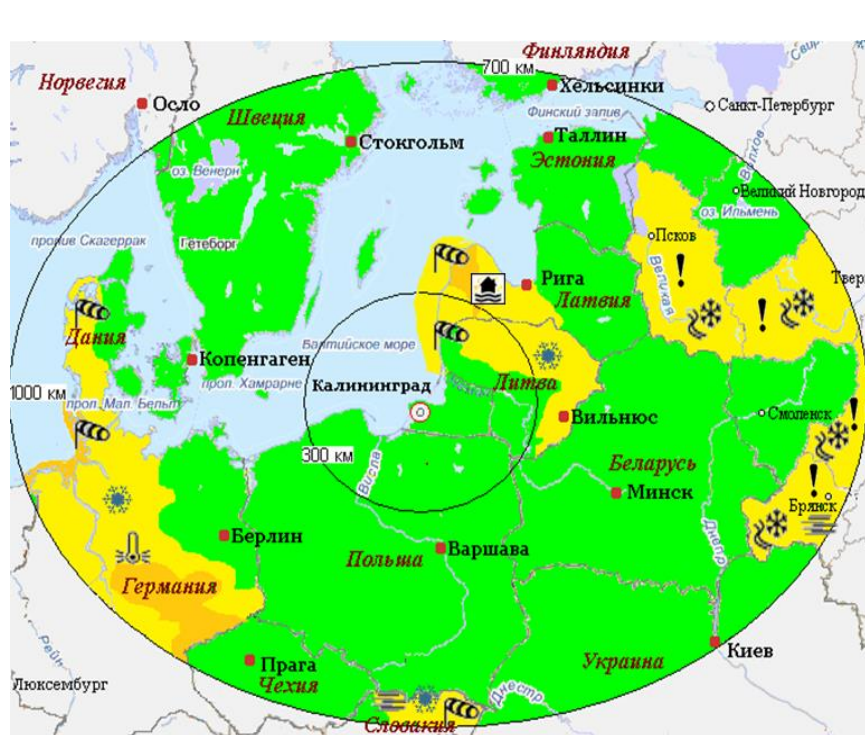 Финляндия
700 км
Норвегия
Хельсинки
Осло
Швеция
Финский залив
Санкт-Петербург
Стокгольм
Таллин
Эстония
Волхов
оз. Венерн
Великий Новгород
оз. Ильмень
Псков
пролив Скагеррак
Гетеборг
Великая
Рига
Латвия
Твер
Дания
Балтийское море
Копенгаген
Литва
1000 км
прол. Мал. Бельт
Калининград
Вильнюс
Смоленск
300 км
Висла
Беларусь
Минск
Брянск
Днепр
Берлин
Польша
Варшава
Германия
Киев
Украина
Рейн
Прага
Люксембург
Чехия
Днестр
Словакия